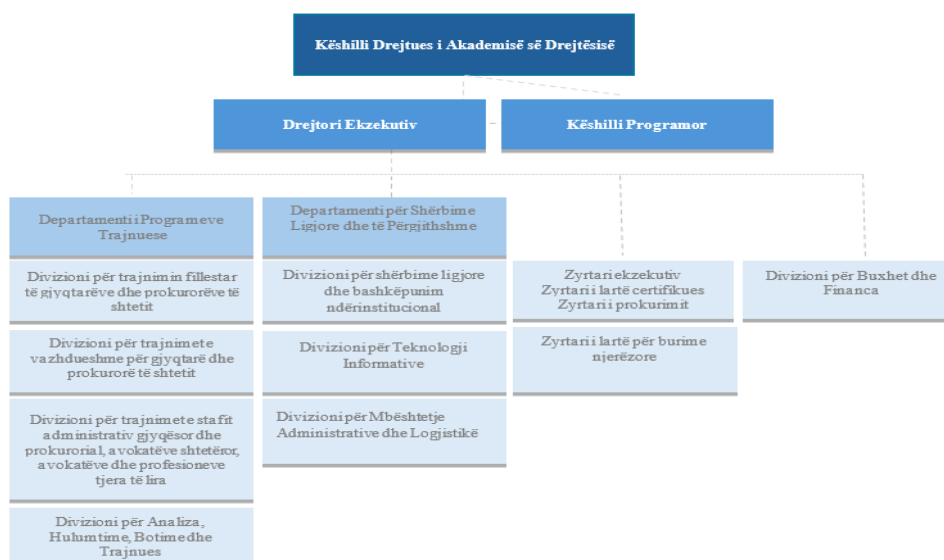 Këshilli Drejtues i Akademisë së Drejtësisë
Drejtori Ekzekutiv
Këshilli Programor
Departamenti i Programeve
Trajnuese
Divizioni për trajnimin fillestar
të gjyqtarëve dhe prokurorëve të
shtetit
Divizioni për trajnimete
vazhdueshme për gjyqtarë dhe
prokurorë të shtetit
Divizioni për trajnimete stafit
administrativ gjyqësor dhe
prokurorial, avokatëve shtetëror,
avokatëve dhe profesioneve
tjera të lira
Divizioni për Analiza,
Hulumtime, Botime dhe
Trajnues
Departamenti për Shërbime
Ligjore dhe të Përgjithshme
Divizioni për shërbime ligjore
dhe bashkëpunim
ndërinstitucional
Divizioni për Teknologji
Informative
Divizioni për Mbështetje
Administrative dhe Logjistikë
Zyrtari ekzekutiv
Zyrtari i lartë certifikues
Zyrtari i prokurimit
Zyrtari i lartë për burime
njerëzore
Divizioni për Buxhet dhe
Financa